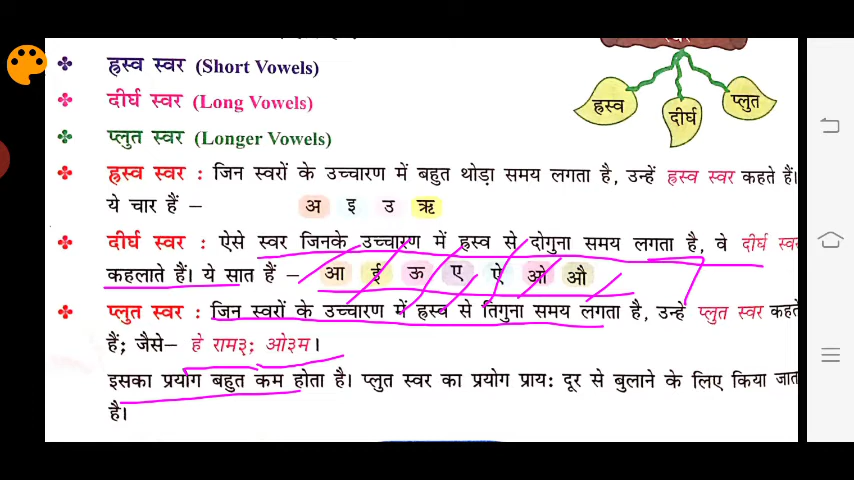 ह्रस्व स्वर (Short Vowels)
दीर्घ स्वर (Long Vowels)
प्लुत स्वर (Longer Vowels)
ह्रस्व
दीर्घ
प्लुत
ह्रस्व स्वर : जिन स्वरों के उच्चारण में बहुत थोड़ा समय लगता है, उन्हें ह्रस्व स्वर कहते हैं।
ये चार हैं – अ इ उ ऋ
दीर्घ स्वर : ऐसे स्वर जिनके उच्चारण में ह्रस्व से दोगुना समय लगता है, वे दीर्घ स्वर
कहलाते हैं। ये सात हैं – आ ई ऊ ए ऐ ओ औ
प्लुत स्वर : जिन स्वरों के उच्चारण में ह्रस्व से तिगुना समय लगता है, उन्हें प्लुत स्वर कहते
हैं; जैसे– हे राम३; ओ३म।
इसका प्रयोग बहुत कम होता है। प्लुत स्वर का प्रयोग प्राय: दूर से बुलाने के लिए किया जात
है।